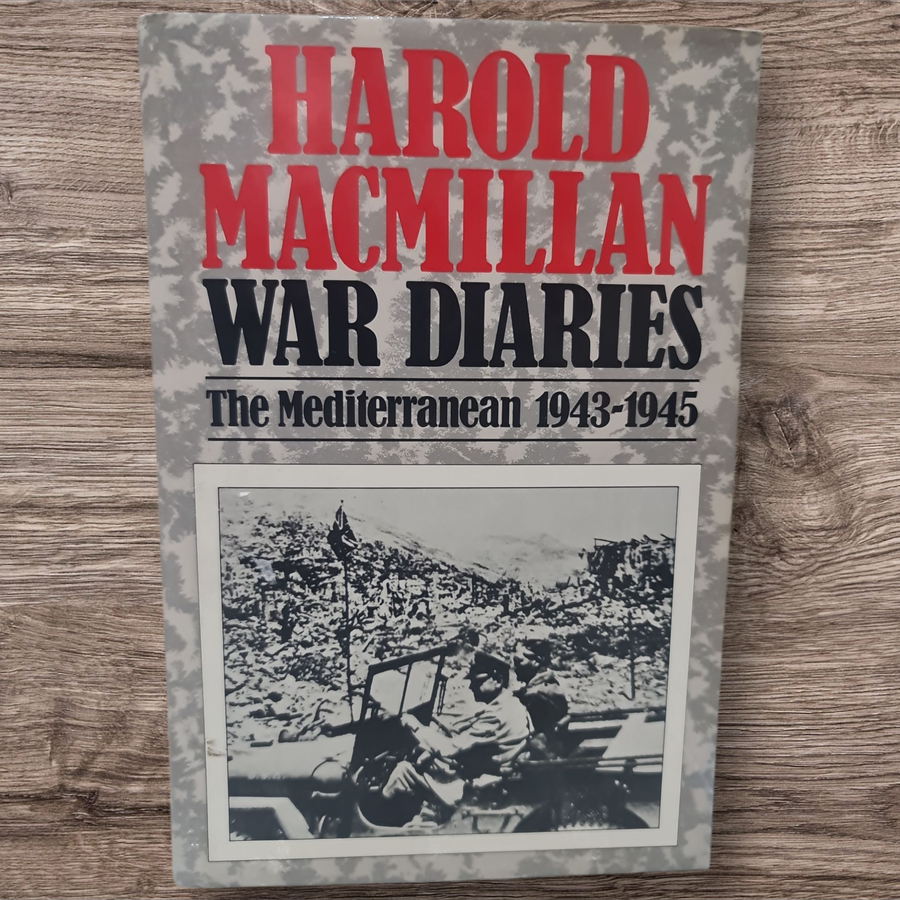 HAROLD
MACMILLAN
WAR DIARIES
The Mediterranean 1943-1945